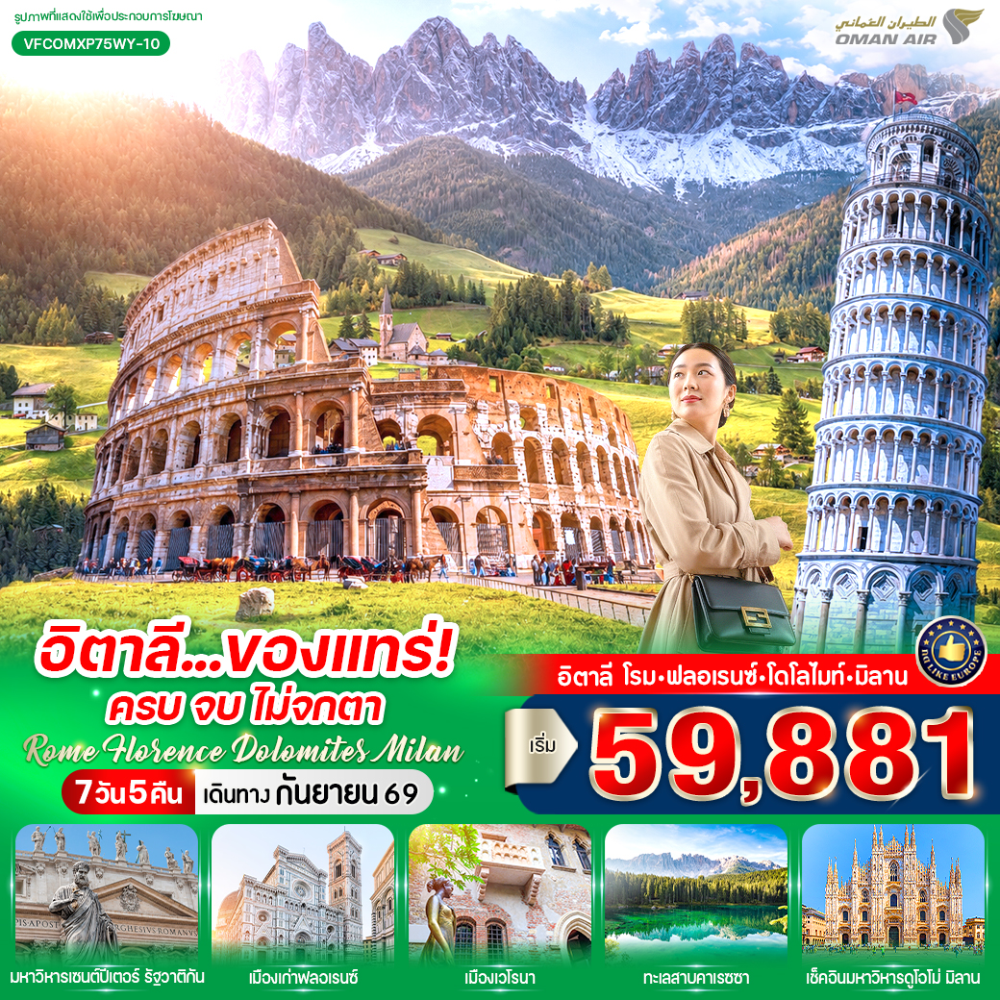 รูปภาพที่แสดงใช้เพื่อประกอบการโฆษณา
VFCOMXP75WY-10
الطيران العماني
OMAN AIR
อิตาลี...ของแทร่!
ครบ จบ ไม่จกตา
Rome Florence Dolomites Milan
7 วัน 5 คืน เดินทาง กันยายน 69
อิตาลี โรม•ฟลอเรนซ์•โดโลไมท์•มิลาน
LIKE EUROPE
เริ่ม 59,881
มหาวิหารเซนต์ปีเตอร์ รัฐวาติกัน
เมืองเก่าฟลอเรนซ์
เมืองเวโรนา
ทะเลสาบคาเรซซา
เช็คอินมหาวิหารดูโอโม่ มิลาน